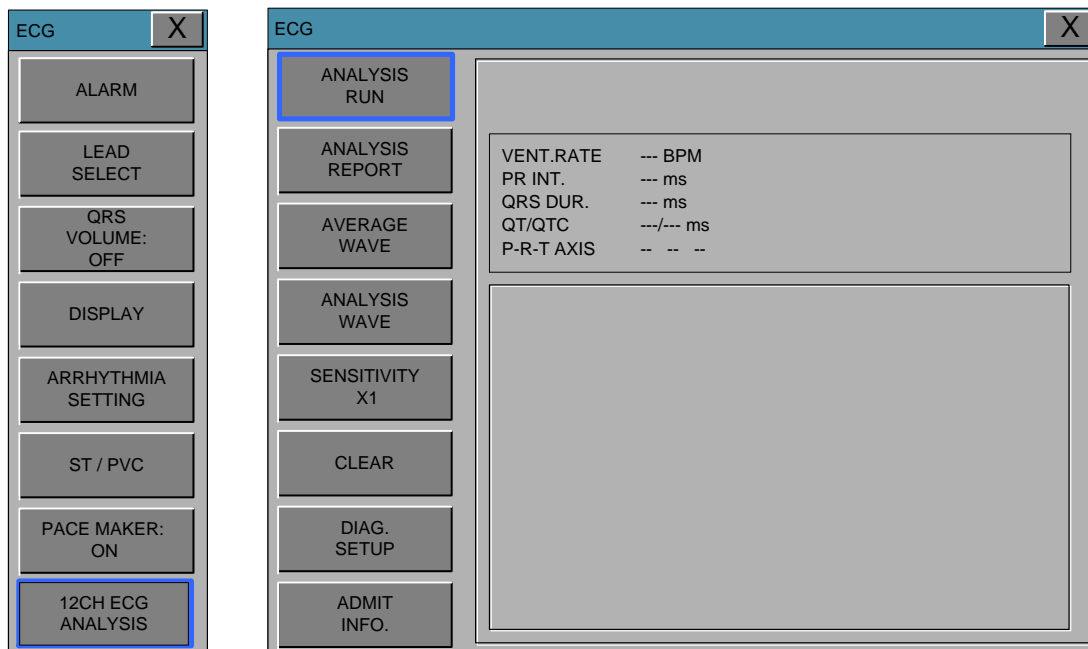 ECG X
ALARM
LEAD
SELECT
QRS
VOLUME:
OFF
DISPLAY
ARRHYTHMIA
SETTING
ST / PVC
PACE MAKER:
ON
12CH ECG
ANALYSIS
ECG X
ANALYSIS
RUN
ANALYSIS
REPORT
AVERAGE
WAVE
ANALYSIS
WAVE
SENSITIVITY
X1
CLEAR
DIAG.
SETUP
ADMIT
INFO.
VENT.RATE --- BPM
PR INT. --- ms
QRS DUR. --- ms
QT/QTC ---/--- ms
P-R-T AXIS -- -- --